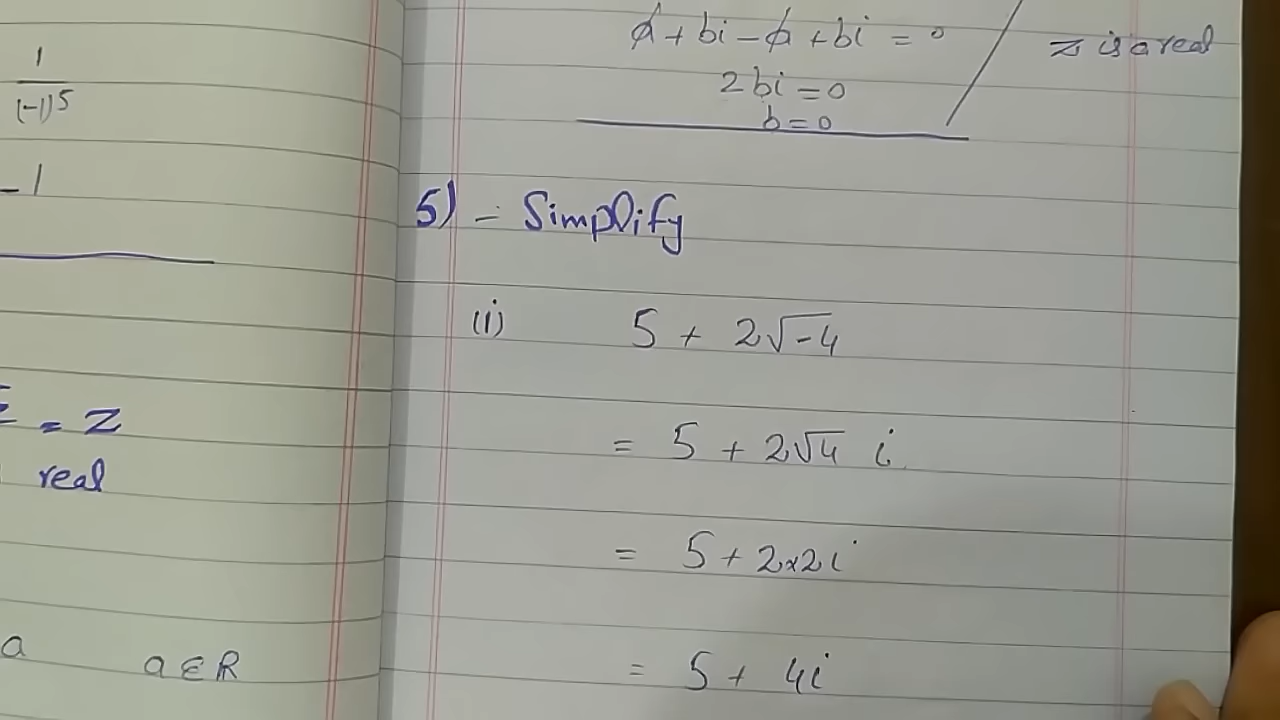 1
(-1)5
-1
= z
real
a a∈R
a + bi - a + bi = 0
2bi = 0
b = 0
z is a real
5) - Simplify
(i) 5 + 2√-4
= 5 + 2√4 i
= 5 + 2×2i
= 5 + 4i